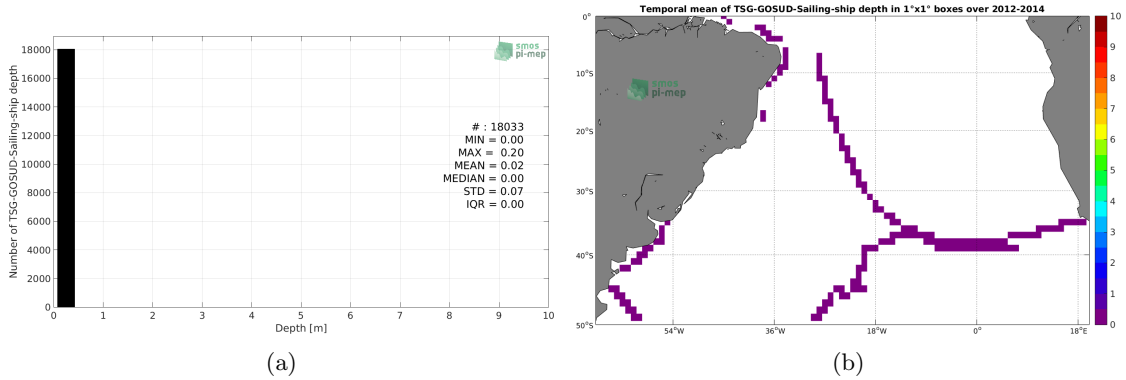 smos
pi-mep
Number of TSG-GOSUD-Sailing-ship depth
18000
16000
14000
12000
10000
8000
6000
4000
2000
0
# : 18033
MIN = 0.00
MAX = 0.20
MEAN = 0.02
MEDIAN = 0.00
STD = 0.07
IQR = 0.00
0 1 2 3 4 5 6 7 8 9 10
Depth [m]
(a)
Temporal mean of TSG-GOSUD-Sailing-ship depth in 1°x1° boxes over 2012-2014
0°
10°S
20°S
30°S
40°S
50°S
smos
pi-mep
54°W 36°W 18°W 0° 18°E
10
9
8
7
6
5
4
3
2
1
0
(b)